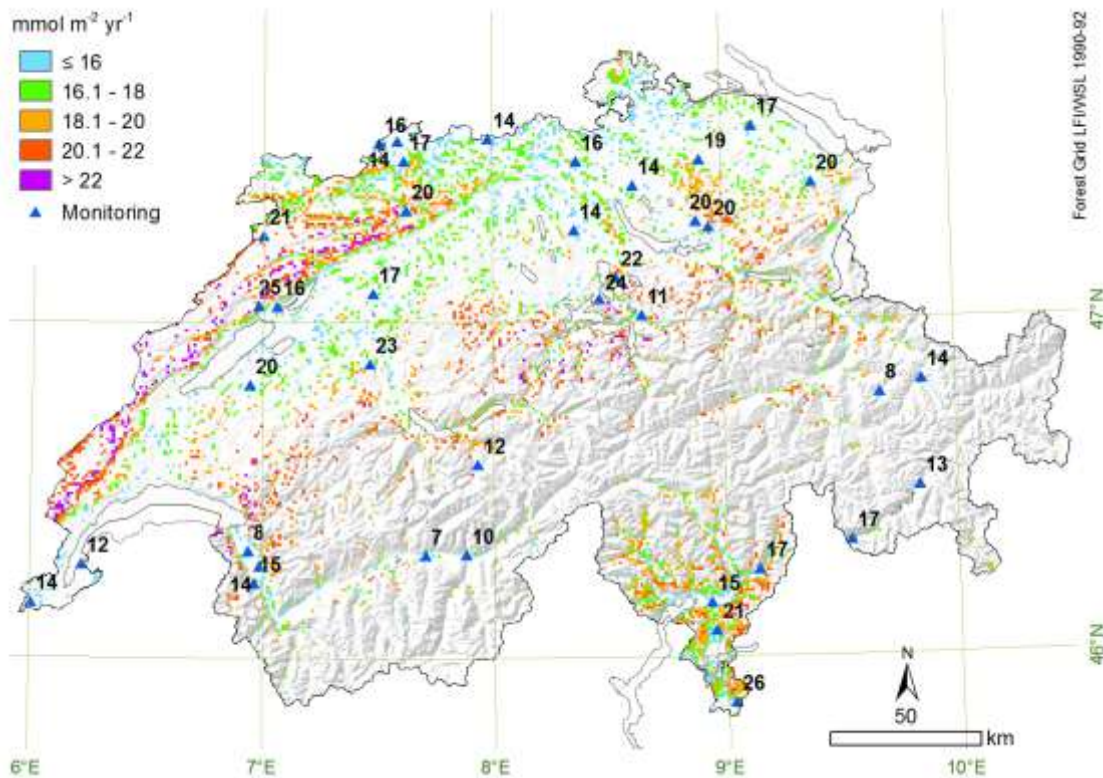 mmol m⁻² yr⁻¹
≤ 16
16.1 - 18
18.1 - 20
20.1 - 22
> 22
Monitoring
Forest Grid LFI/WSL 1990-92
17
14
16
17
14
16
19
14
20
20
21
20
20
14
22
17
24
25
16
11
23
20
14
8
12
13
8
7
10
17
12
15
17
14
14
15
21
26
47°N
46°N
N
50
km
6°E
7°E
8°E
9°E
10°E